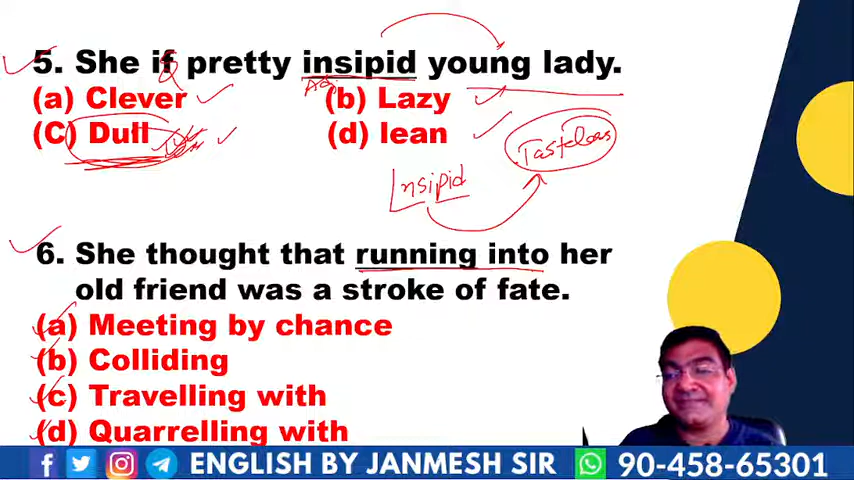 5. She if pretty insipid young lady.
(a) Clever (b) Lazy
(C) Dull (d) lean
Tasteless
Insipid
6. She thought that running into her
old friend was a stroke of fate.
(a) Meeting by chance
(b) Colliding
(c) Travelling with
(d) Quarrelling with
ENGLISH BY JANMESH SIR 90-458-65301